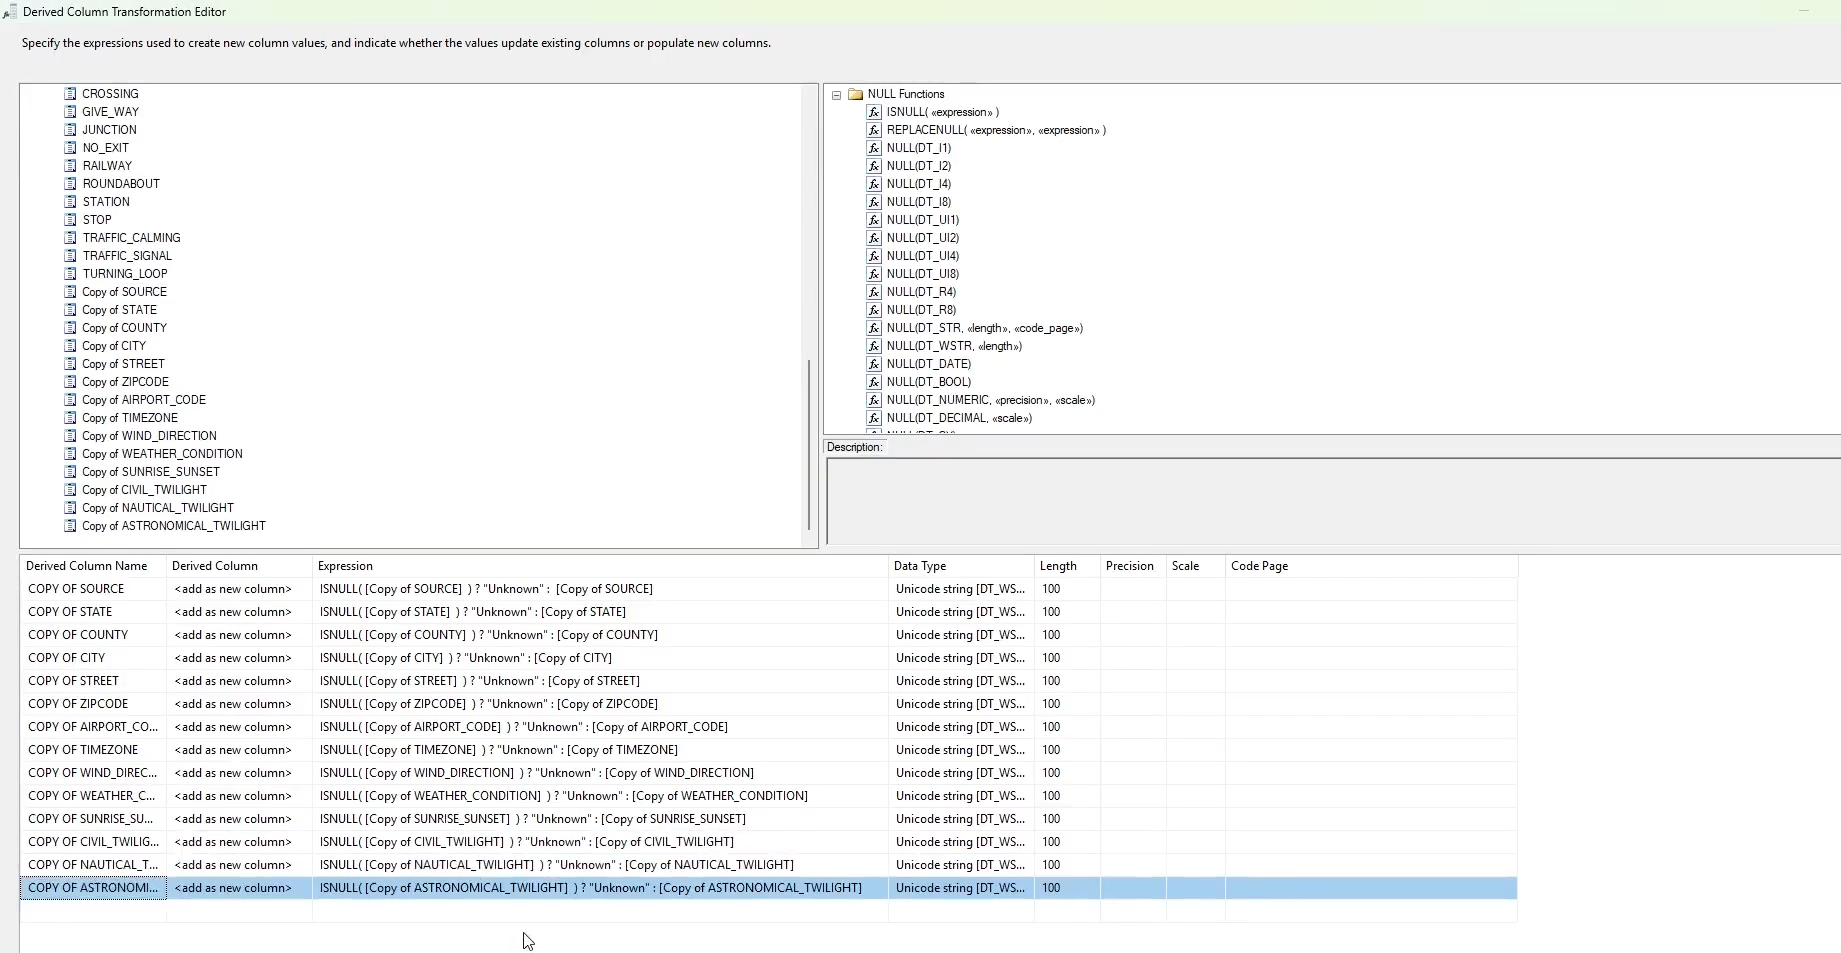 Derived Column Transformation Editor
Specify the expressions used to create new column values, and indicate whether the values update existing columns or populate new columns.
CROSSING
GIVE_WAY
JUNCTION
NO_EXIT
RAILWAY
ROUNDABOUT
STATION
STOP
TRAFFIC_CALMING
TRAFFIC_SIGNAL
TURNING_LOOP
Copy of SOURCE
Copy of STATE
Copy of COUNTY
Copy of CITY
Copy of STREET
Copy of ZIPCODE
Copy of AIRPORT_CODE
Copy of TIMEZONE
Copy of WIND_DIRECTION
Copy of WEATHER_CONDITION
Copy of SUNRISE_SUNSET
Copy of CIVIL_TWILIGHT
Copy of NAUTICAL_TWILIGHT
Copy of ASTRONOMICAL_TWILIGHT
NULL Functions
ISNULL( «expression» )
REPLACENULL( «expression», «expression» )
NULL(DT_I1)
NULL(DT_I2)
NULL(DT_I4)
NULL(DT_I8)
NULL(DT_UI1)
NULL(DT_UI2)
NULL(DT_UI4)
NULL(DT_UI8)
NULL(DT_R4)
NULL(DT_R8)
NULL(DT_STR, «length», «code_page»)
NULL(DT_WSTR, «length»)
NULL(DT_DATE)
NULL(DT_BOOL)
NULL(DT_NUMERIC, «precision», «scale»)
NULL(DT_DECIMAL, «scale»)
Description:
Derived Column Name Derived Column Expression Data Type Length Precision Scale Code Page
COPY OF SOURCE <add as new column> ISNULL( [Copy of SOURCE] ) ? "Unknown" : [Copy of SOURCE] Unicode string [DT_WS... 100
COPY OF STATE <add as new column> ISNULL( [Copy of STATE] ) ? "Unknown" : [Copy of STATE] Unicode string [DT_WS... 100
COPY OF COUNTY <add as new column> ISNULL( [Copy of COUNTY] ) ? "Unknown" : [Copy of COUNTY] Unicode string [DT_WS... 100
COPY OF CITY <add as new column> ISNULL( [Copy of CITY] ) ? "Unknown" : [Copy of CITY] Unicode string [DT_WS... 100
COPY OF STREET <add as new column> ISNULL( [Copy of STREET] ) ? "Unknown" : [Copy of STREET] Unicode string [DT_WS... 100
COPY OF ZIPCODE <add as new column> ISNULL( [Copy of ZIPCODE] ) ? "Unknown" : [Copy of ZIPCODE] Unicode string [DT_WS... 100
COPY OF AIRPORT_CO... <add as new column> ISNULL( [Copy of AIRPORT_CODE] ) ? "Unknown" : [Copy of AIRPORT_CODE] Unicode string [DT_WS... 100
COPY OF TIMEZONE <add as new column> ISNULL( [Copy of TIMEZONE] ) ? "Unknown" : [Copy of TIMEZONE] Unicode string [DT_WS... 100
COPY OF WIND_DIREC... <add as new column> ISNULL( [Copy of WIND_DIRECTION] ) ? "Unknown" : [Copy of WIND_DIRECTION] Unicode string [DT_WS... 100
COPY OF WEATHER_C... <add as new column> ISNULL( [Copy of WEATHER_CONDITION] ) ? "Unknown" : [Copy of WEATHER_CONDITION] Unicode string [DT_WS... 100
COPY OF SUNRISE_SU... <add as new column> ISNULL( [Copy of SUNRISE_SUNSET] ) ? "Unknown" : [Copy of SUNRISE_SUNSET] Unicode string [DT_WS... 100
COPY OF CIVIL_TWILIG... <add as new column> ISNULL( [Copy of CIVIL_TWILIGHT] ) ? "Unknown" : [Copy of CIVIL_TWILIGHT] Unicode string [DT_WS... 100
COPY OF NAUTICAL_T... <add as new column> ISNULL( [Copy of NAUTICAL_TWILIGHT] ) ? "Unknown" : [Copy of NAUTICAL_TWILIGHT] Unicode string [DT_WS... 100
COPY OF ASTRONOMI... <add as new column> ISNULL( [Copy of ASTRONOMICAL_TWILIGHT] ) ? "Unknown" : [Copy of ASTRONOMICAL_TWILIGHT] Unicode string [DT_WS... 100